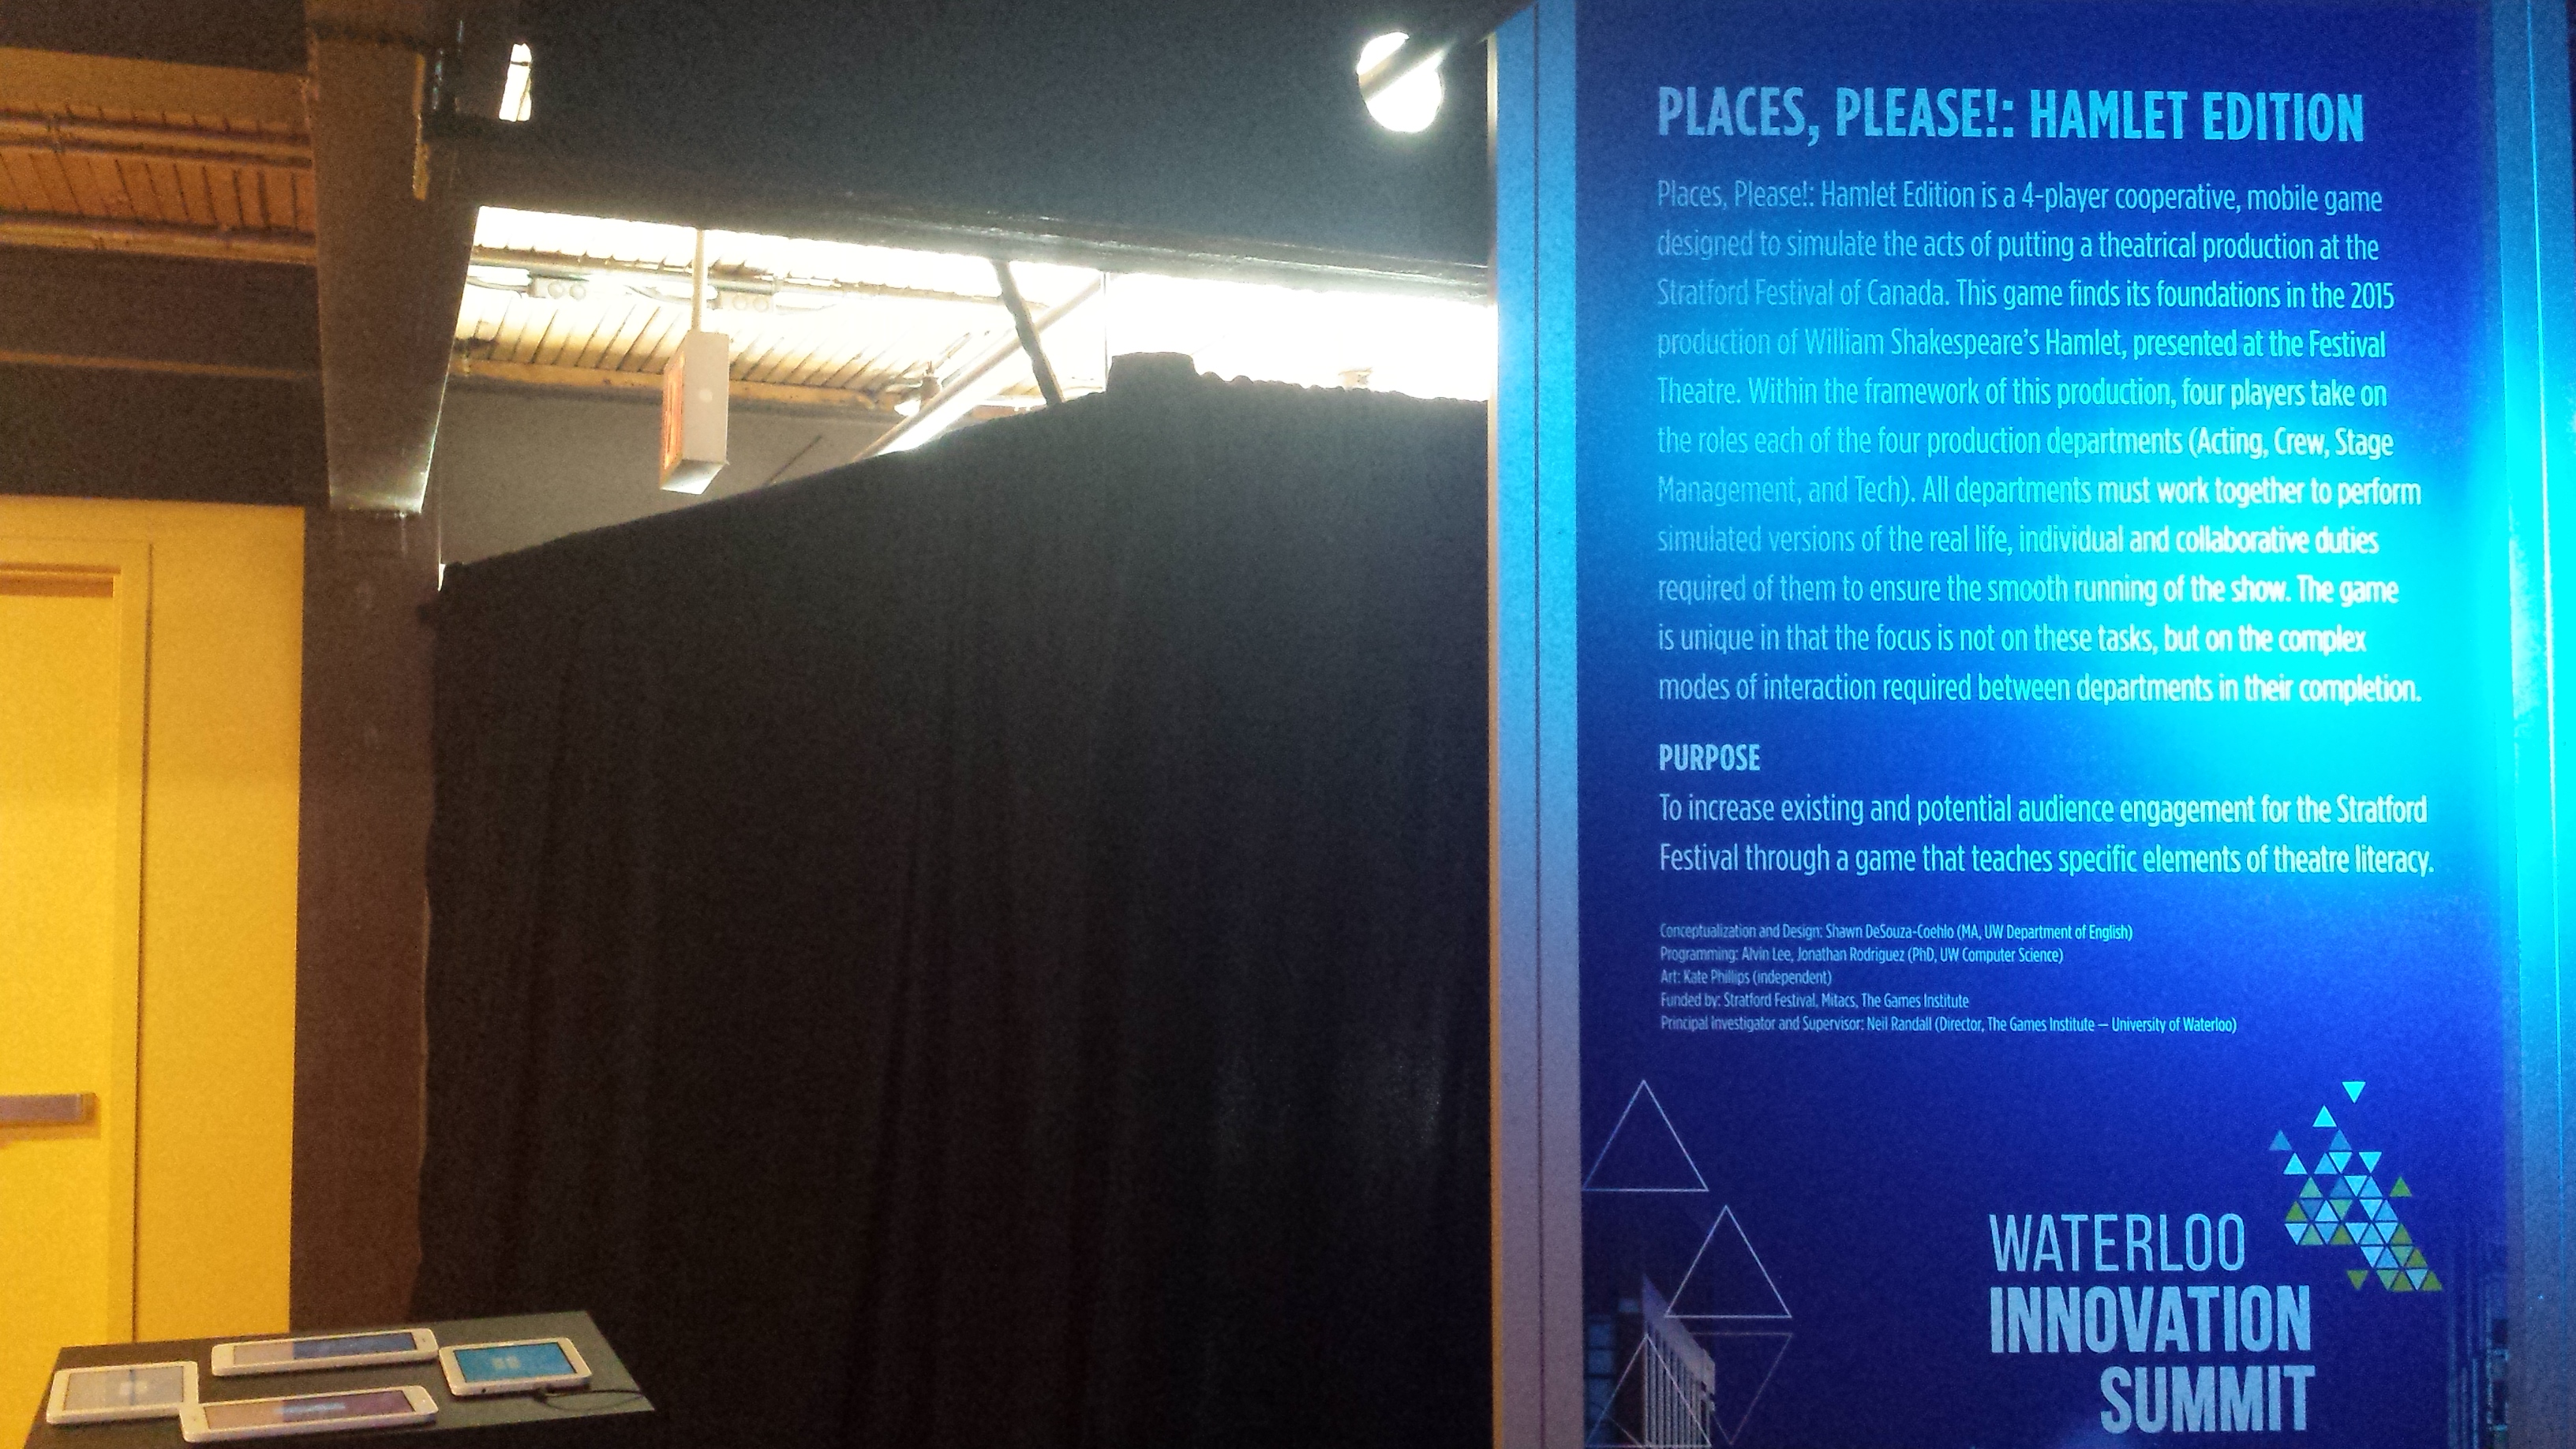 PLACES, PLEASE!: HAMLET EDITION
Places, Please!: Hamlet Edition is a 4-player cooperative, mobile game
designed to simulate the acts of putting a theatrical production at the
Stratford Festival of Canada. This game finds its foundations in the 2015
production of William Shakespeare's Hamlet, presented at the Festival
Theatre. Within the framework of this production, four players take on
the roles each of the four production departments (Acting, Crew, Stage
Management, and Tech). All departments must work together to perform
simulated versions of the real life, individual and collaborative duties
required of them to ensure the smooth running of the show. The game
is unique in that the focus is not on these tasks, but on the complex
modes of interaction required between departments in their completion.
PURPOSE
To increase existing and potential audience engagement for the Stratford
Festival through a game that teaches specific elements of theatre literacy.
Conceptualization and Design: Shawn DeSouza-Coehlo (MA, UW Department of English)
Programming: Alvin Lee, Jonathan Rodriguez (PhD, UW Computer Science)
Art: Kate Phillips (independent)
Funded by: Stratford Festival, Mitacs, The Games Institute
Principal Investigator and Supervisor: Neil Randall (Director, The Games Institute — University of Waterloo)
WATERLOO
INNOVATION
SUMMIT